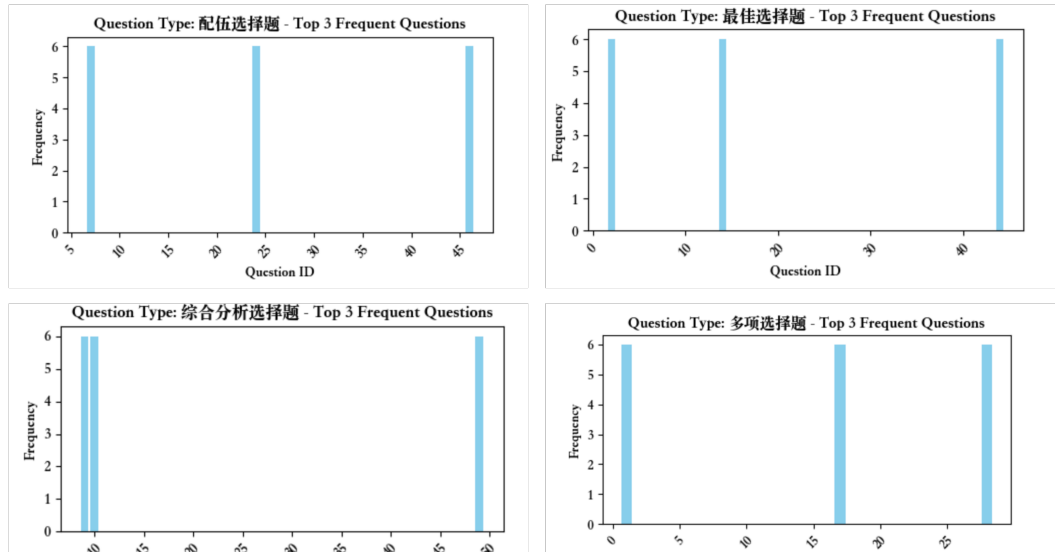 Question Type: 配伍选择题 - Top 3 Frequent Questions
6
5
4
3
2
1
0
Frequency
5 10 15 20 25 30 35 40 45
Question ID
Question Type: 最佳选择题 - Top 3 Frequent Questions
6
5
4
3
2
1
0
Frequency
0 10 20 30 40
Question ID
Question Type: 综合分析选择题 - Top 3 Frequent Questions
6
5
4
3
2
1
0
Frequency
10 15 20 25 30 35 40 45 50
Question Type: 多项选择题 - Top 3 Frequent Questions
6
5
4
3
2
1
0
Frequency
0 5 10 15 20 25